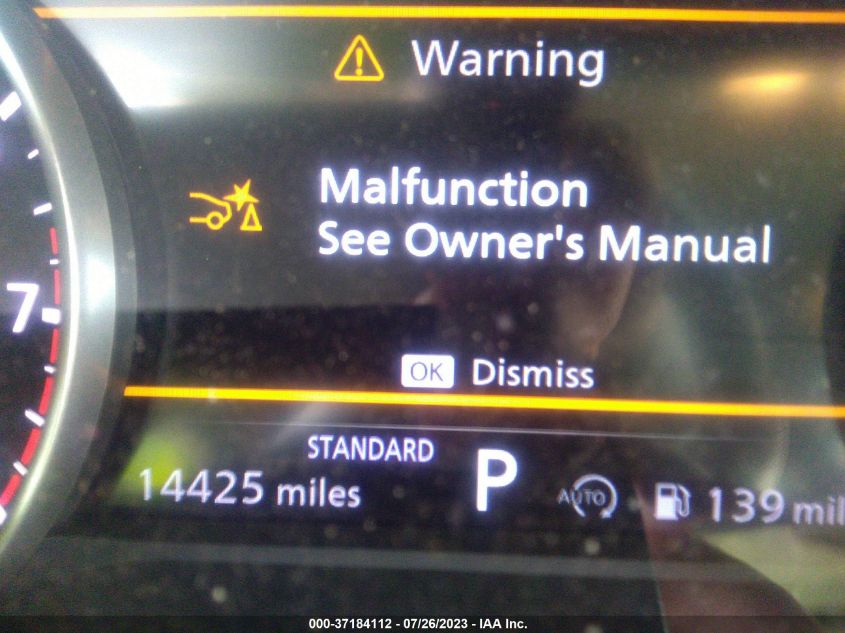 Warning
Malfunction
See Owner's Manual
OK Dismiss
7
STANDARD
14425 miles P AUTO 139 mil
000-37184112 - 07/26/2023 - IAA Inc.